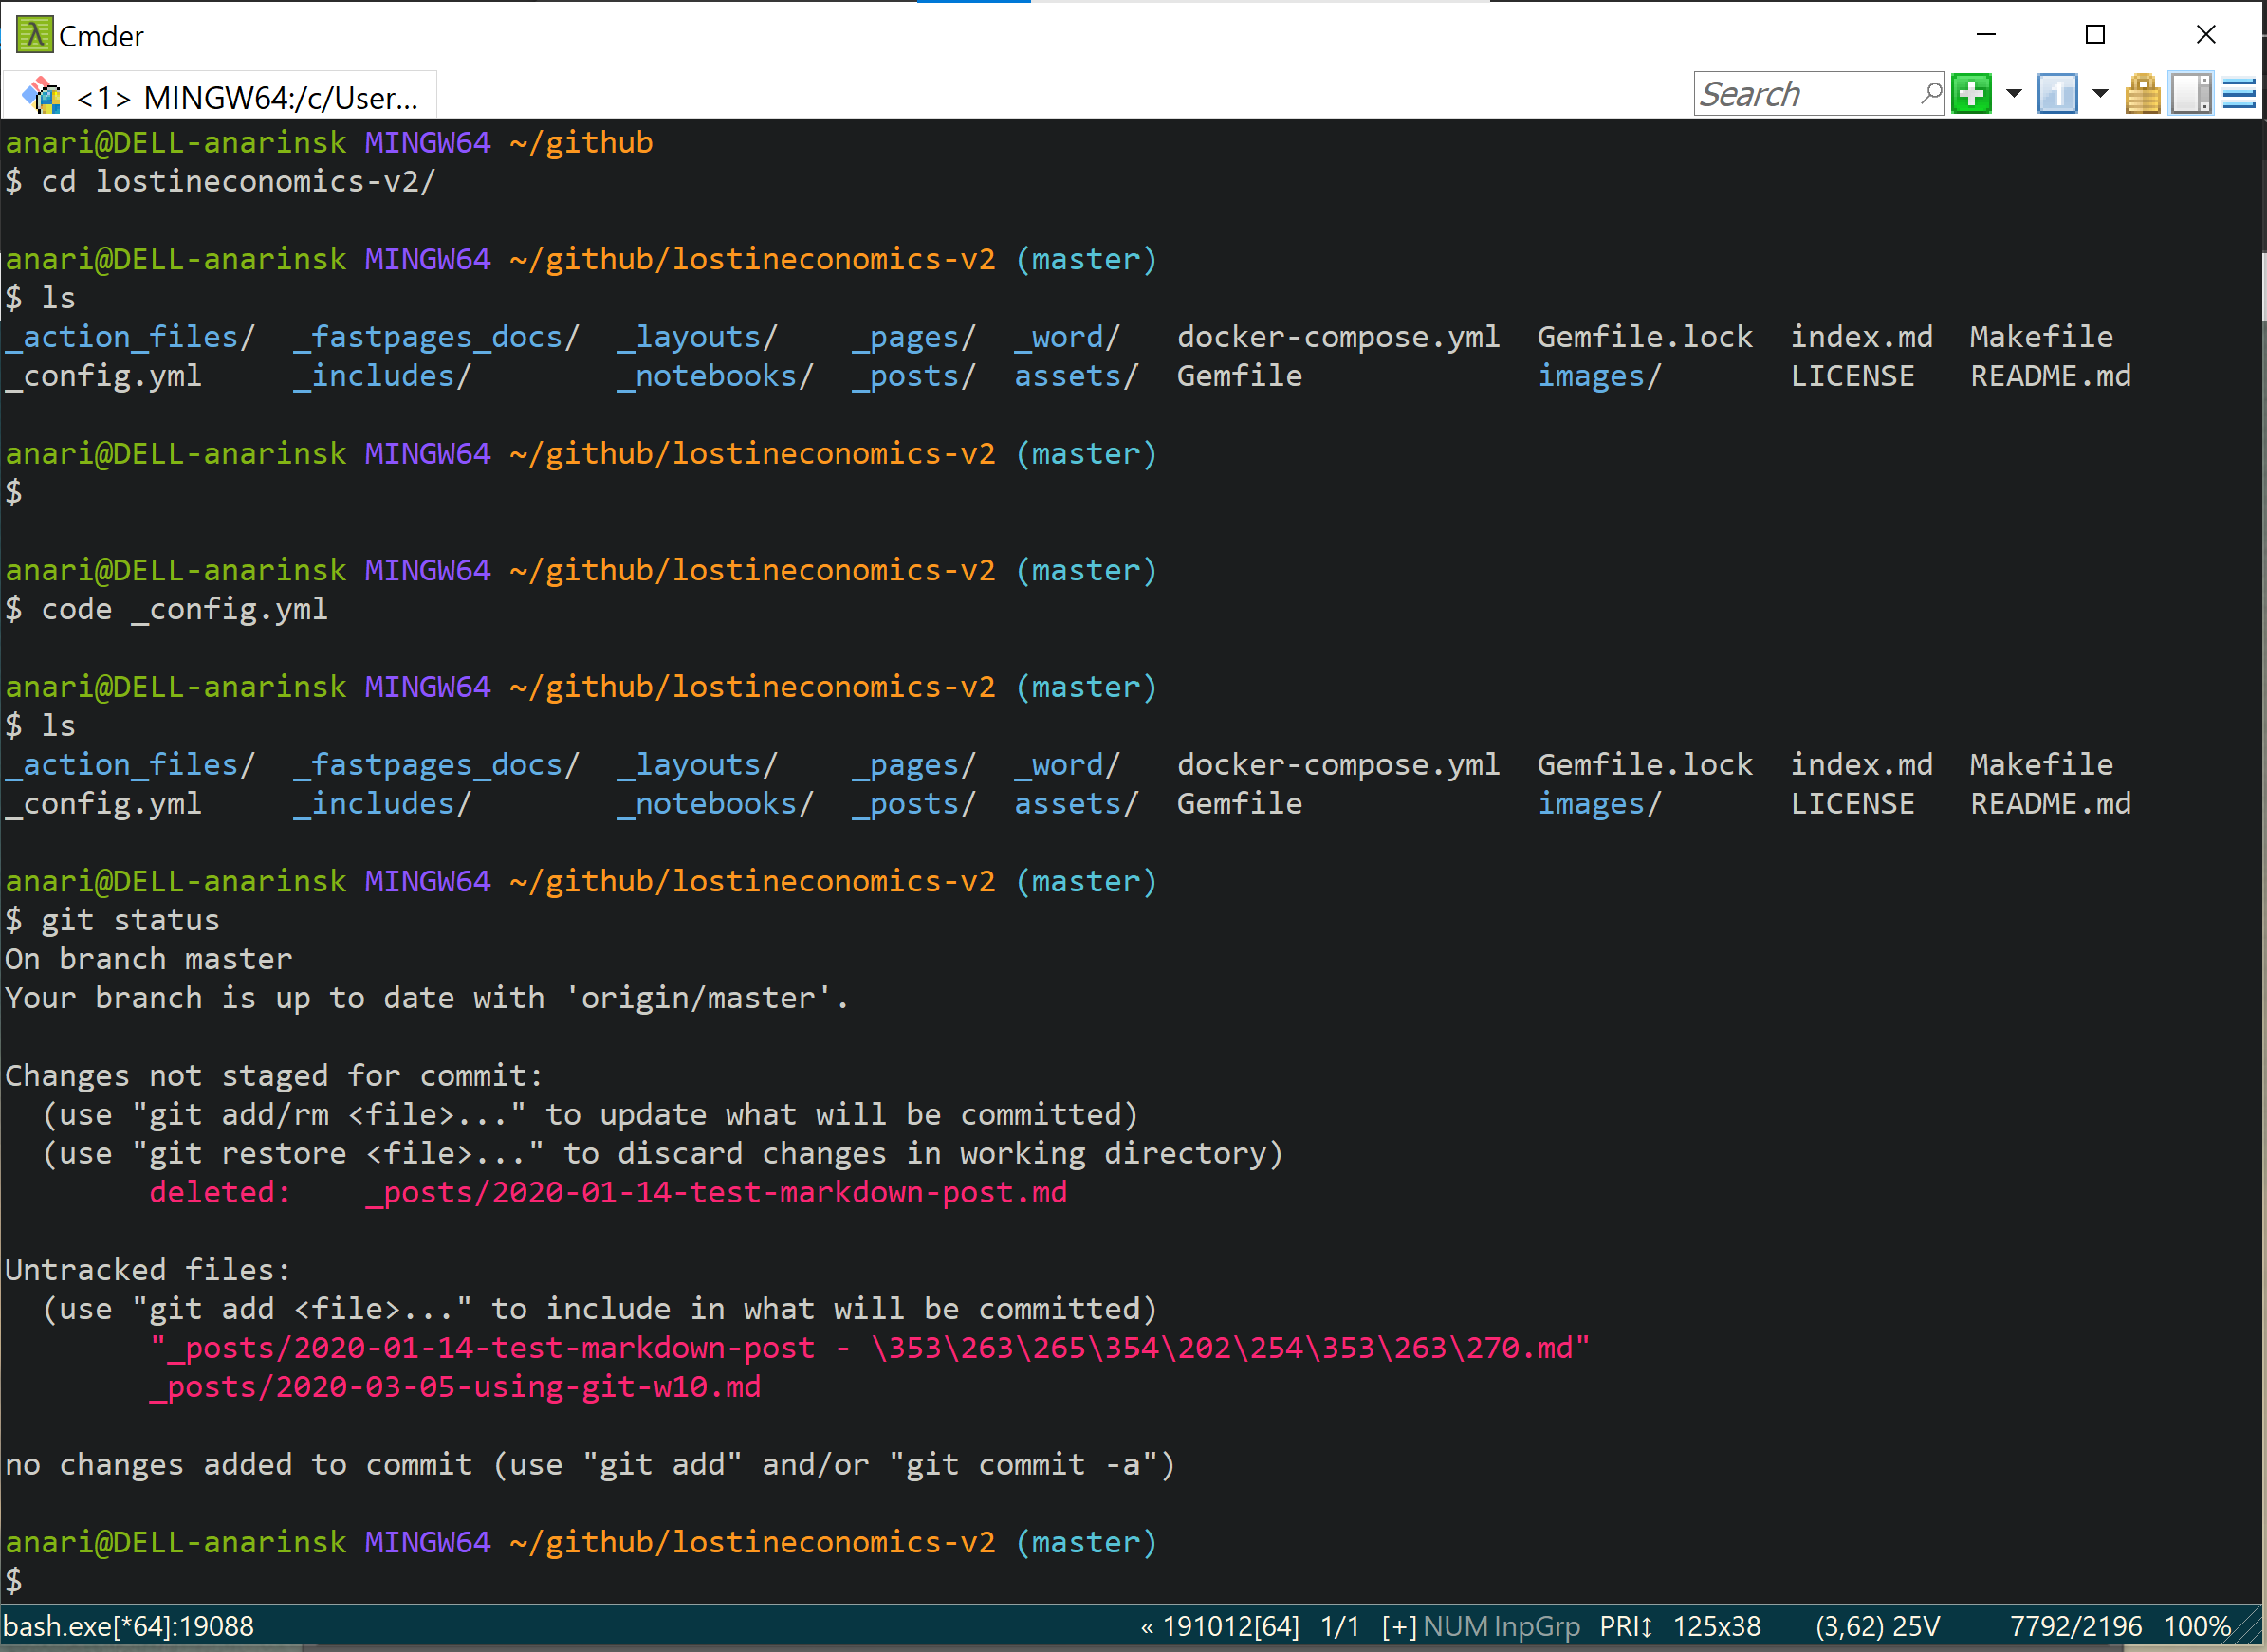 Cmder
<1> MINGW64:/c/User...
Search
anari@DELL-anarinsk MINGW64 ~/github
$ cd lostineconomics-v2/
anari@DELL-anarinsk MINGW64 ~/github/lostineconomics-v2 (master)
$ ls
_action_files/  _fastpages_docs/  _layouts/    _pages/  _word/   docker-compose.yml  Gemfile.lock  index.md  Makefile
_config.yml     _includes/        _notebooks/  _posts/  assets/  Gemfile             images/       LICENSE   README.md
anari@DELL-anarinsk MINGW64 ~/github/lostineconomics-v2 (master)
$
anari@DELL-anarinsk MINGW64 ~/github/lostineconomics-v2 (master)
$ code _config.yml
anari@DELL-anarinsk MINGW64 ~/github/lostineconomics-v2 (master)
$ ls
_action_files/  _fastpages_docs/  _layouts/    _pages/  _word/   docker-compose.yml  Gemfile.lock  index.md  Makefile
_config.yml     _includes/        _notebooks/  _posts/  assets/  Gemfile             images/       LICENSE   README.md
anari@DELL-anarinsk MINGW64 ~/github/lostineconomics-v2 (master)
$ git status
On branch master
Your branch is up to date with 'origin/master'.
Changes not staged for commit:
  (use "git add/rm <file>..." to update what will be committed)
  (use "git restore <file>..." to discard changes in working directory)
        deleted:    _posts/2020-01-14-test-markdown-post.md
Untracked files:
  (use "git add <file>..." to include in what will be committed)
        "_posts/2020-01-14-test-markdown-post - \353\263\265\354\202\254\353\263\270.md"
        _posts/2020-03-05-using-git-w10.md
no changes added to commit (use "git add" and/or "git commit -a")
anari@DELL-anarinsk MINGW64 ~/github/lostineconomics-v2 (master)
$
bash.exe[*64]:19088 « 191012[64] 1/1 [+] NUM InpGrp PRI↕ 125x38 (3,62) 25V 7792/2196 100%